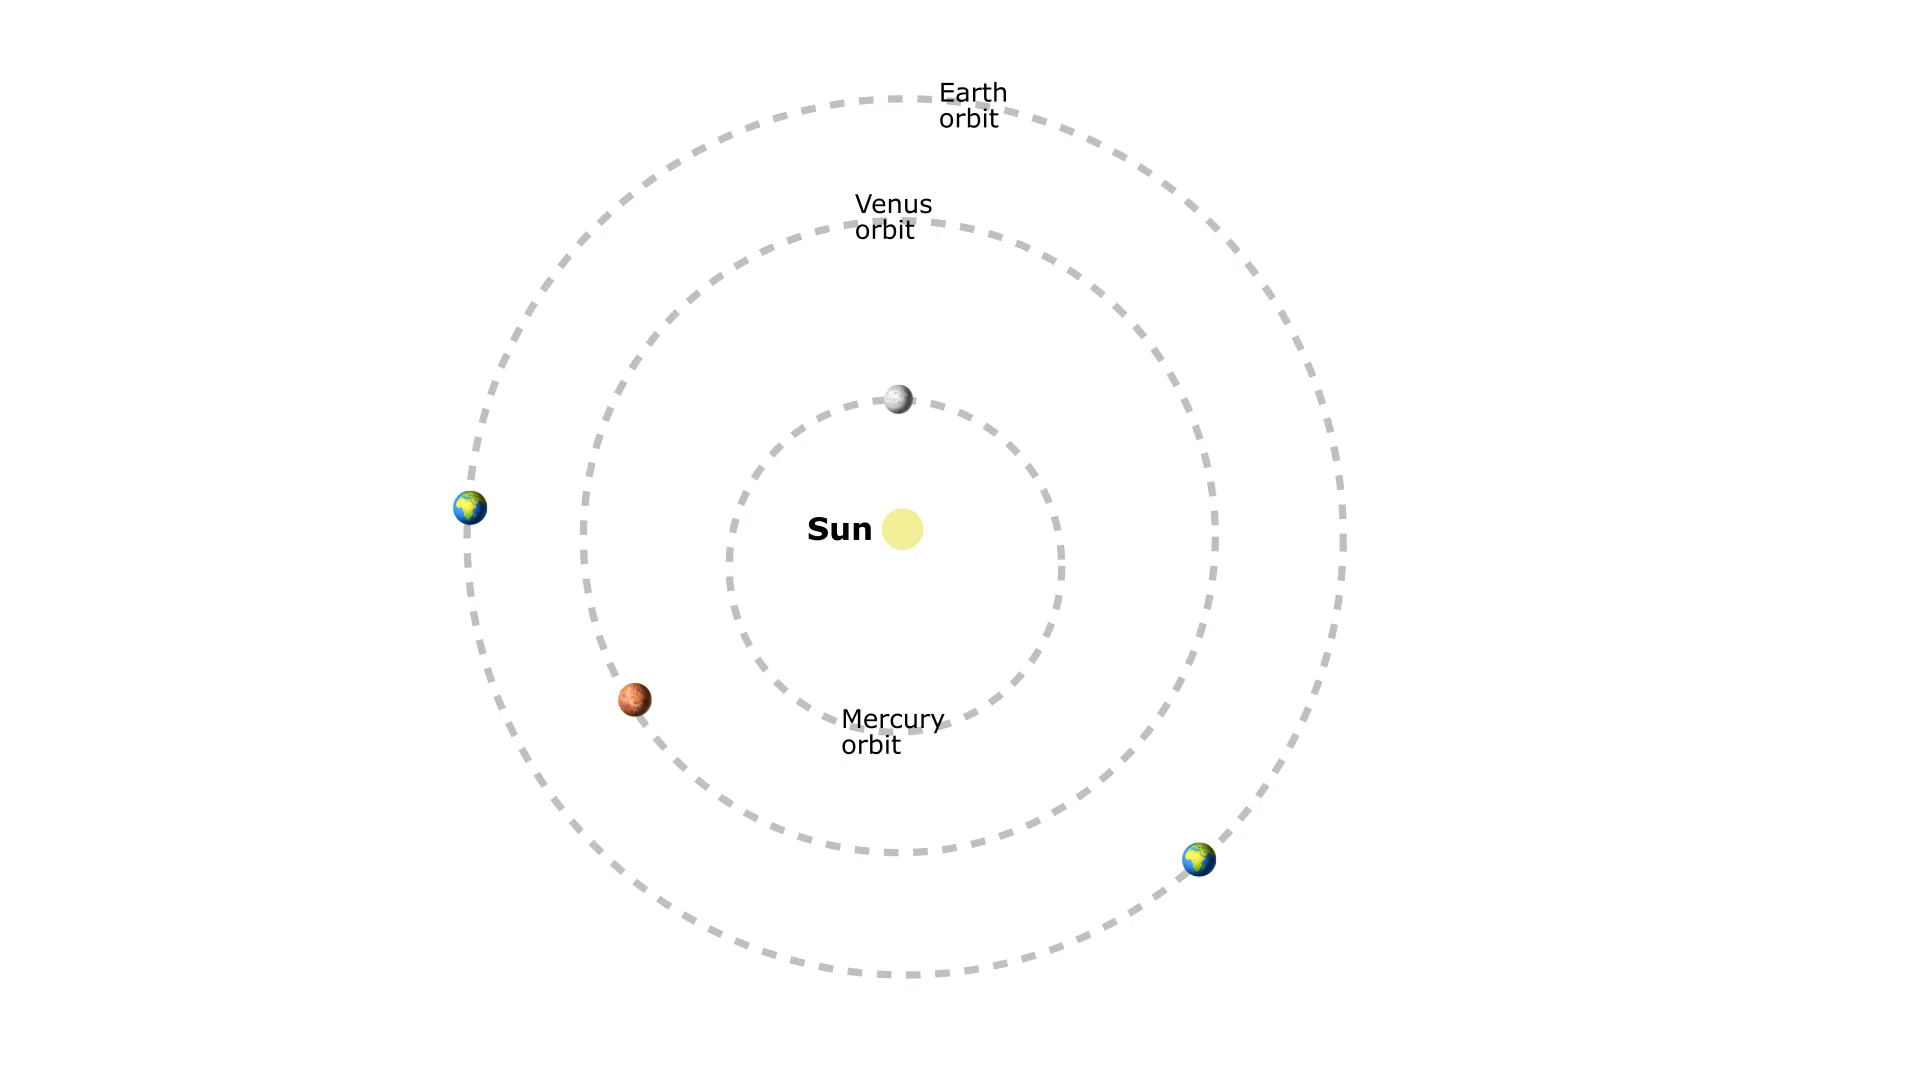 Earth
orbit
Venus
orbit
Sun
Mercury
orbit